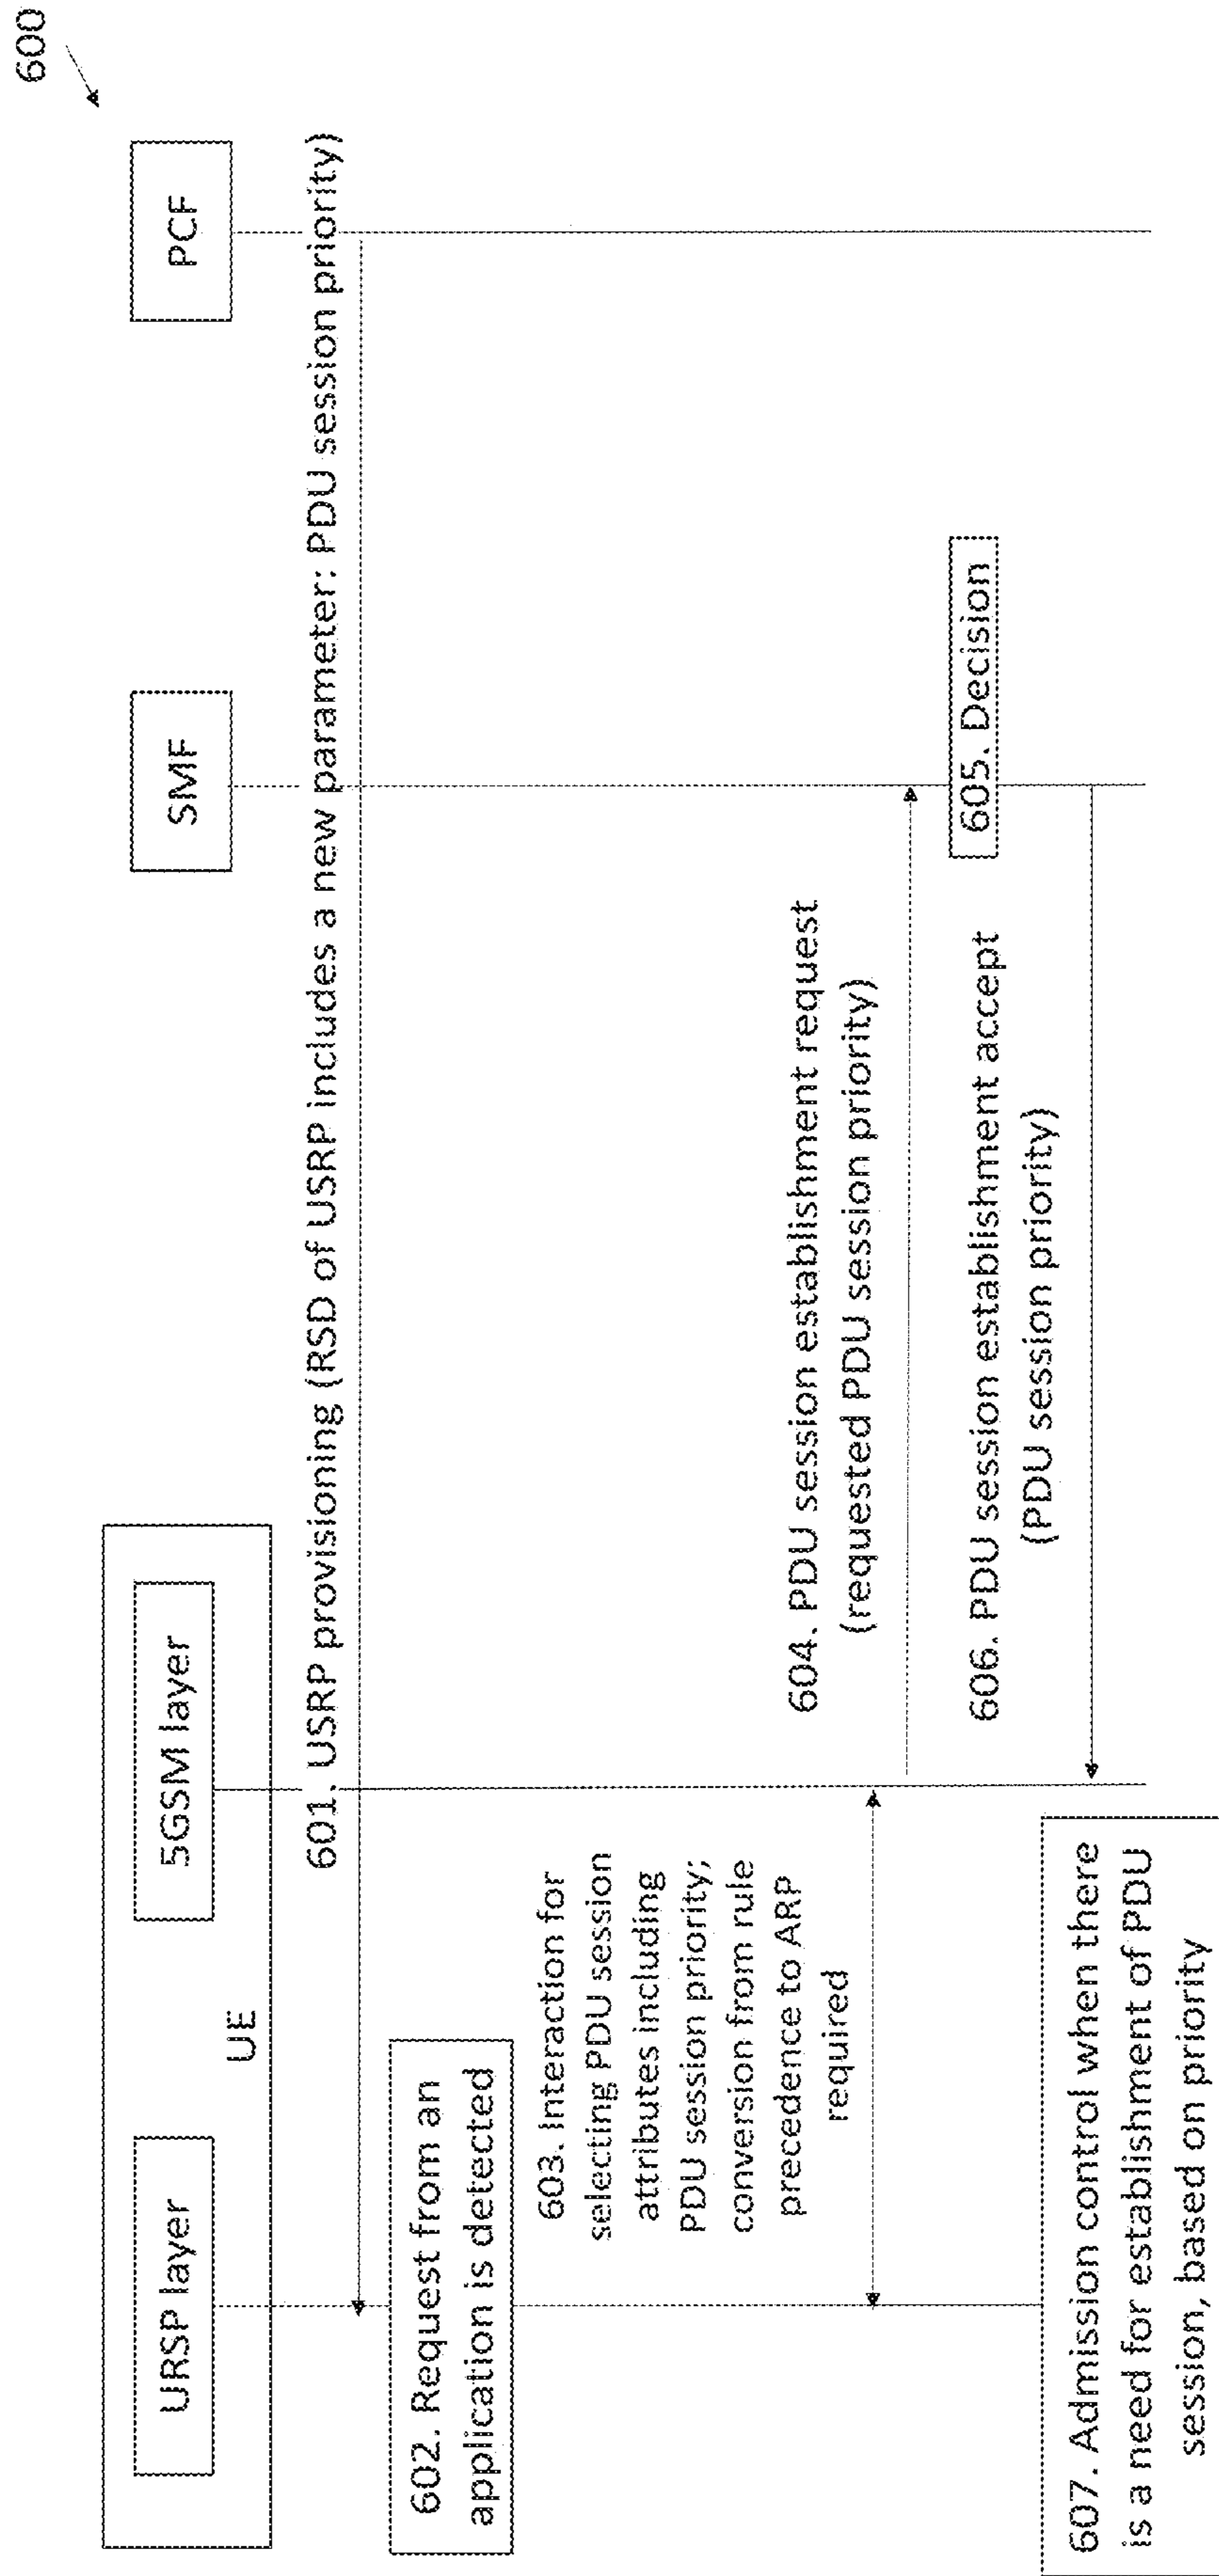 600
URSP layer
5GSM layer
UE
SMF
PCF
601. USRP provisioning (RSD of USRP includes a new parameter: PDU session priority)
602. Request from an
application is detected
603. Interaction for
selecting PDU session
attributes including
PDU session priority;
conversion from rule
precedence to ARP
required
604. PDU session establishment request
(requested PDU session priority)
605. Decision
606. PDU session establishment accept
(PDU session priority)
607. Admission control when there
is a need for establishment of PDU
session, based on priority